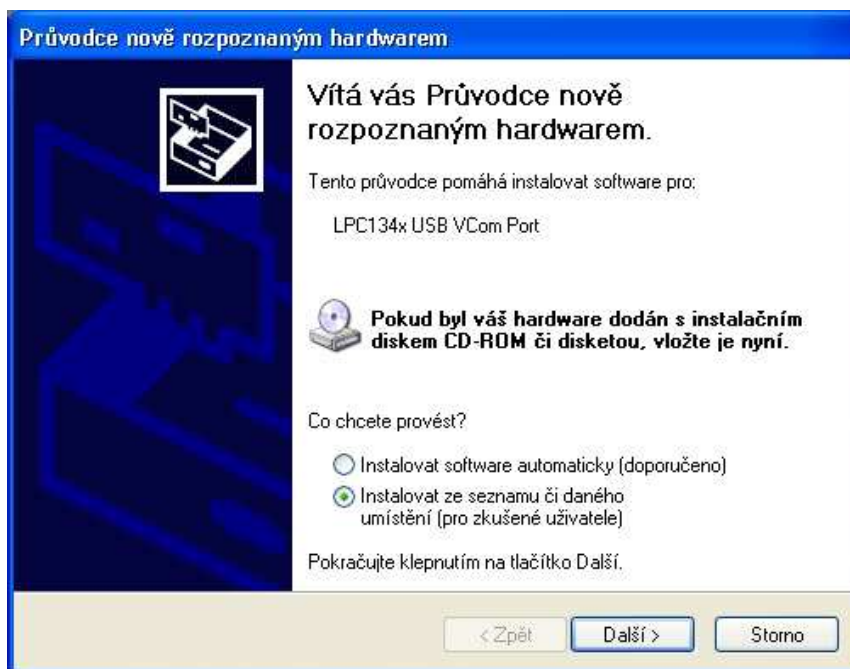 Průvodce nově rozpoznaným hardwarem
Vítá vás Průvodce nově
rozpoznaným hardwarem.
Tento průvodce pomáhá instalovat software pro:
LPC134x USB VCom Port
Pokud byl váš hardware dodán s instalačním
diskem CD-ROM či disketou, vložte je nyní.
Co chcete provést?
Instalovat software automaticky (doporučeno)
Instalovat ze seznamu či daného
umístění (pro zkušené uživatele)
Pokračujte klepnutím na tlačítko Další.
< Zpět Další > Storno